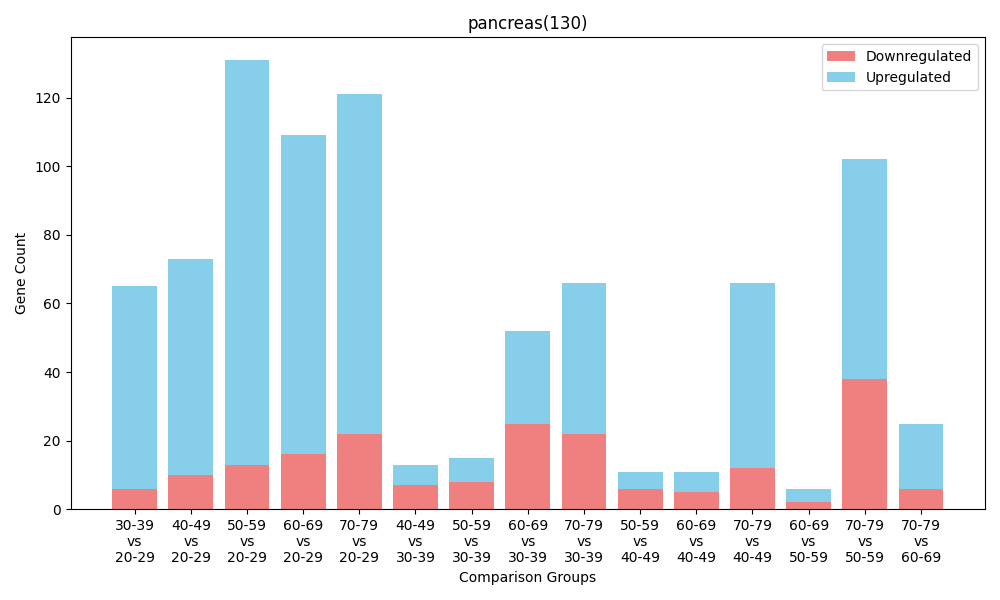 pancreas(130)
Downregulated
Upregulated
Gene Count
120
100
80
60
40
20
0
30-39
vs
20-29
40-49
vs
20-29
50-59
vs
20-29
60-69
vs
20-29
70-79
vs
20-29
40-49
vs
30-39
50-59
vs
30-39
60-69
vs
30-39
70-79
vs
30-39
50-59
vs
40-49
60-69
vs
40-49
70-79
vs
40-49
60-69
vs
50-59
70-79
vs
50-59
70-79
vs
60-69
Comparison Groups